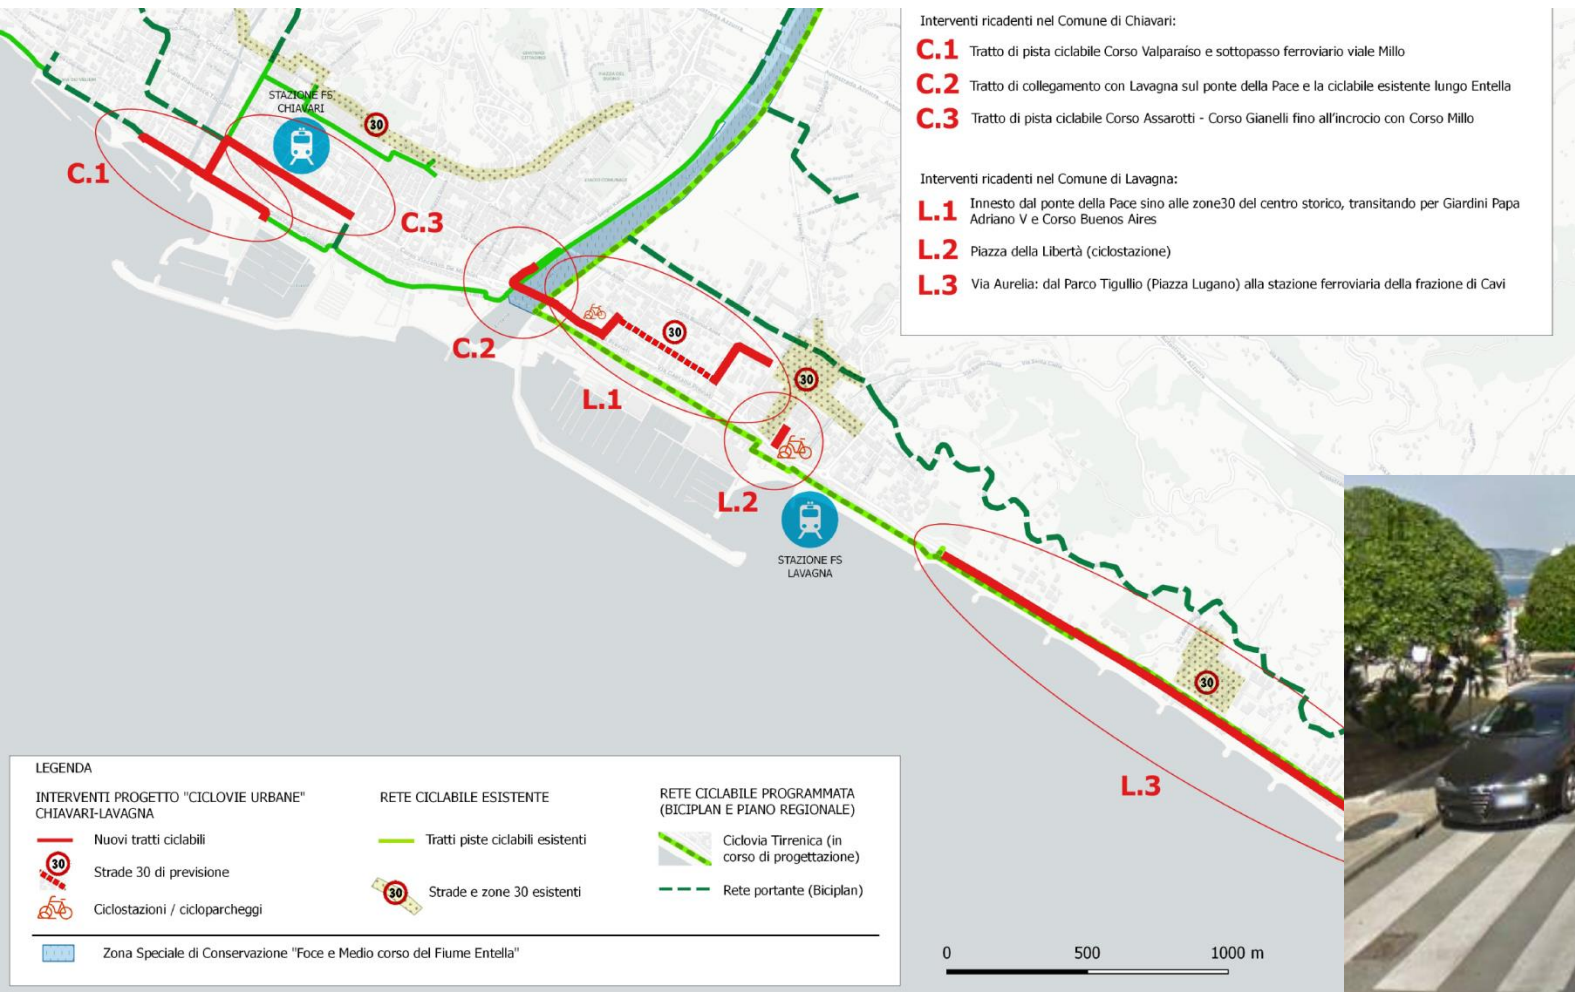 Interventi ricadenti nel Comune di Chiavari:
C.1 Tratto di pista ciclabile Corso Valparaíso e sottopasso ferroviario viale Millo
C.2 Tratto di collegamento con Lavagna sul ponte della Pace e la ciclabile esistente lungo Entella
C.3 Tratto di pista ciclabile Corso Assarotti - Corso Gianelli fino all'incrocio con Corso Millo
Interventi ricadenti nel Comune di Lavagna:
L.1 Innesto dal ponte della Pace sino alle zone30 del centro storico, transitando per Giardini Papa
Adriano V e Corso Buenos Aires
L.2 Piazza della Libertà (ciclostazione)
L.3 Via Aurelia: dal Parco Tigullio (Piazza Lugano) alla stazione ferroviaria della frazione di Cavi
STAZIONE FS
CHIAVARI
30
C.1
C.3
C.2
30
L.1
30
L.2
STAZIONE FS
LAVAGNA
30
L.3
LEGENDA
INTERVENTI PROGETTO "CICLOVIE URBANE"
CHIAVARI-LAVAGNA
Nuovi tratti ciclabili
30
Strade 30 di previsione
Ciclostazioni / cicloparcheggi
RETE CICLABILE ESISTENTE
Tratti piste ciclabili esistenti
30
Strade e zone 30 esistenti
RETE CICLABILE PROGRAMMATA
(BICIPLAN E PIANO REGIONALE)
Ciclovia Tirrenica (in
corso di progettazione)
Rete portante (Biciplan)
Zona Speciale di Conservazione "Foce e Medio corso del Fiume Entella"
0 500 1000 m